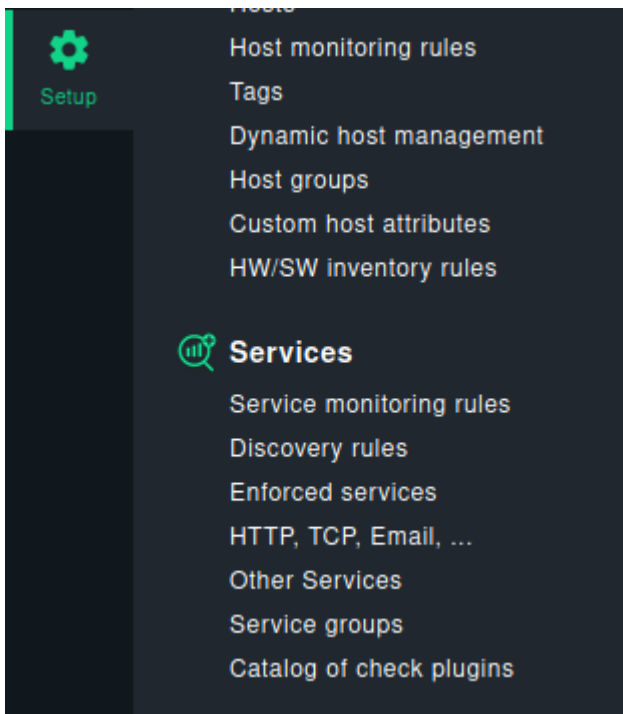 Hosts
Setup
Host monitoring rules
Tags
Dynamic host management
Host groups
Custom host attributes
HW/SW inventory rules
Services
Service monitoring rules
Discovery rules
Enforced services
HTTP, TCP, Email, ...
Other Services
Service groups
Catalog of check plugins